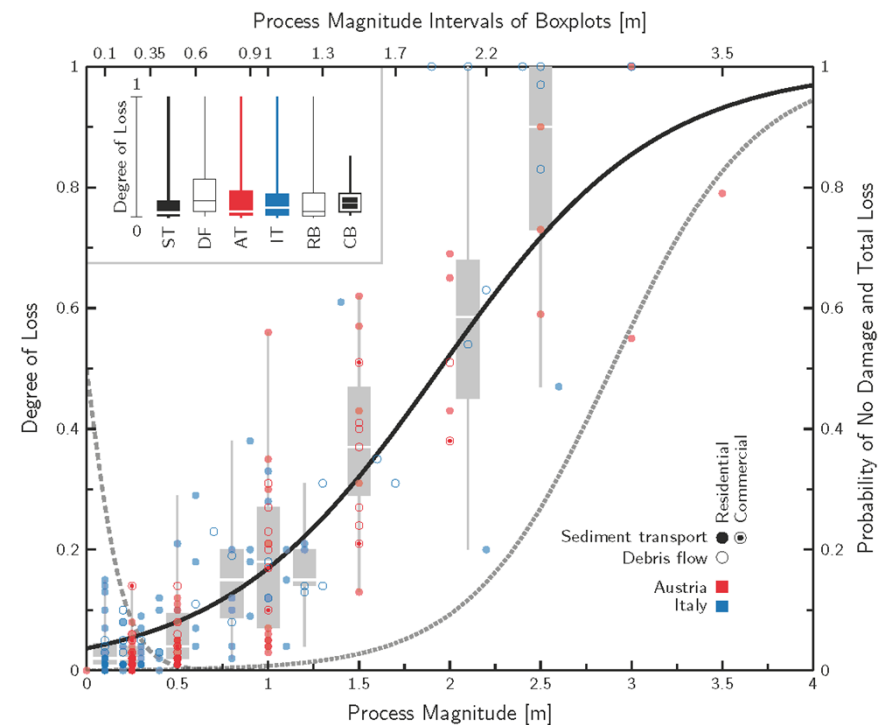 Process Magnitude Intervals of Boxplots [m]
0.1 0.35 0.6 0.9 1 1.3 1.7 2.2 3.5
1 1
1
Degree of Loss
0
ST DF AT IT RB CB
0.8 0.8
0.6 0.6
Degree of Loss
Probability of No Damage and Total Loss
0.4 0.4
Residential
Commercial
Sediment transport
Debris flow
0.2 0.2
Austria
Italy
0 0
0 0.5 1 1.5 2 2.5 3 3.5 4
Process Magnitude [m]